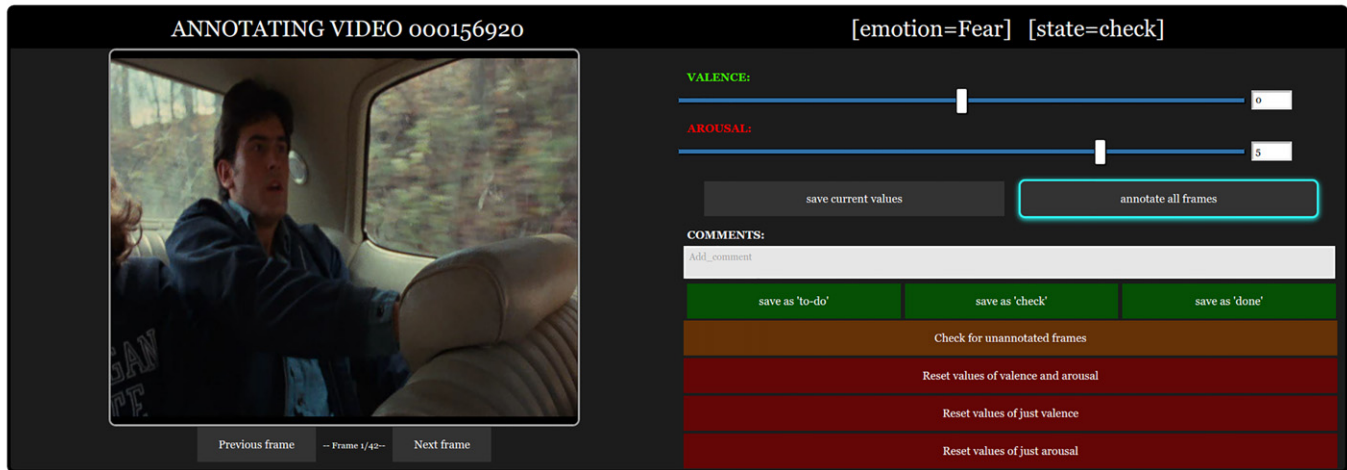 ANNOTATING VIDEO 000156920
[emotion=Fear] [state=check]
VALENCE:
0
AROUSAL:
5
save current values
annotate all frames
COMMENTS:
Add_comment
save as 'to-do'
save as 'check'
save as 'done'
Check for unannotated frames
Reset values of valence and arousal
Reset values of just valence
Reset values of just arousal
GAN
TE
Previous frame
-- Frame 1/42--
Next frame